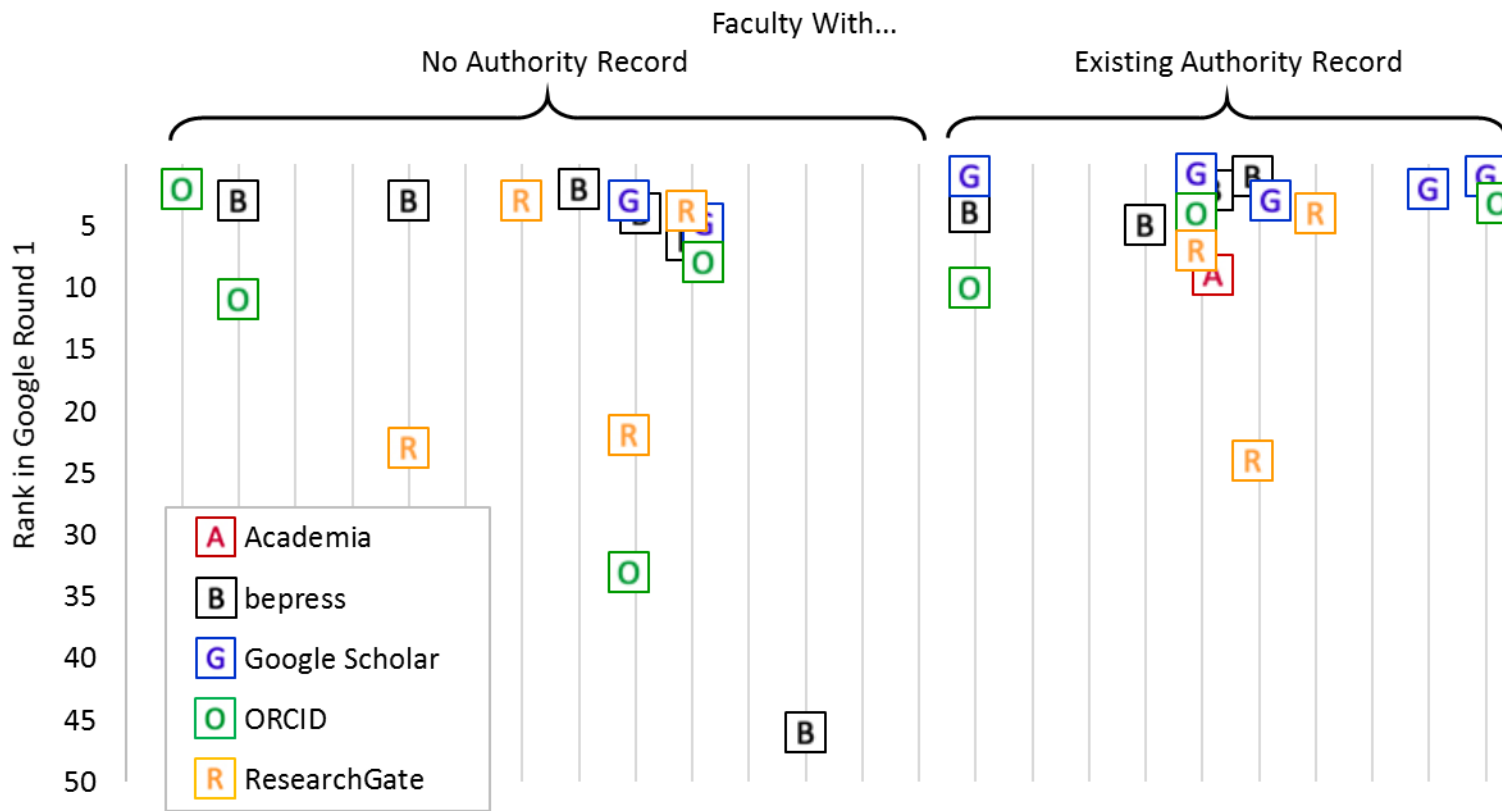 Faculty With...
No Authority Record
Existing Authority Record
O
B
B
R
B
G
B
R
G
O
O
R
R
O
B
G
B
O
B
G
B
B
O
G
R
R
A
R
G
G
O
Rank in Google Round 1
5
10
15
20
25
30
35
40
45
50
A Academia
B bepress
G Google Scholar
O ORCID
R ResearchGate